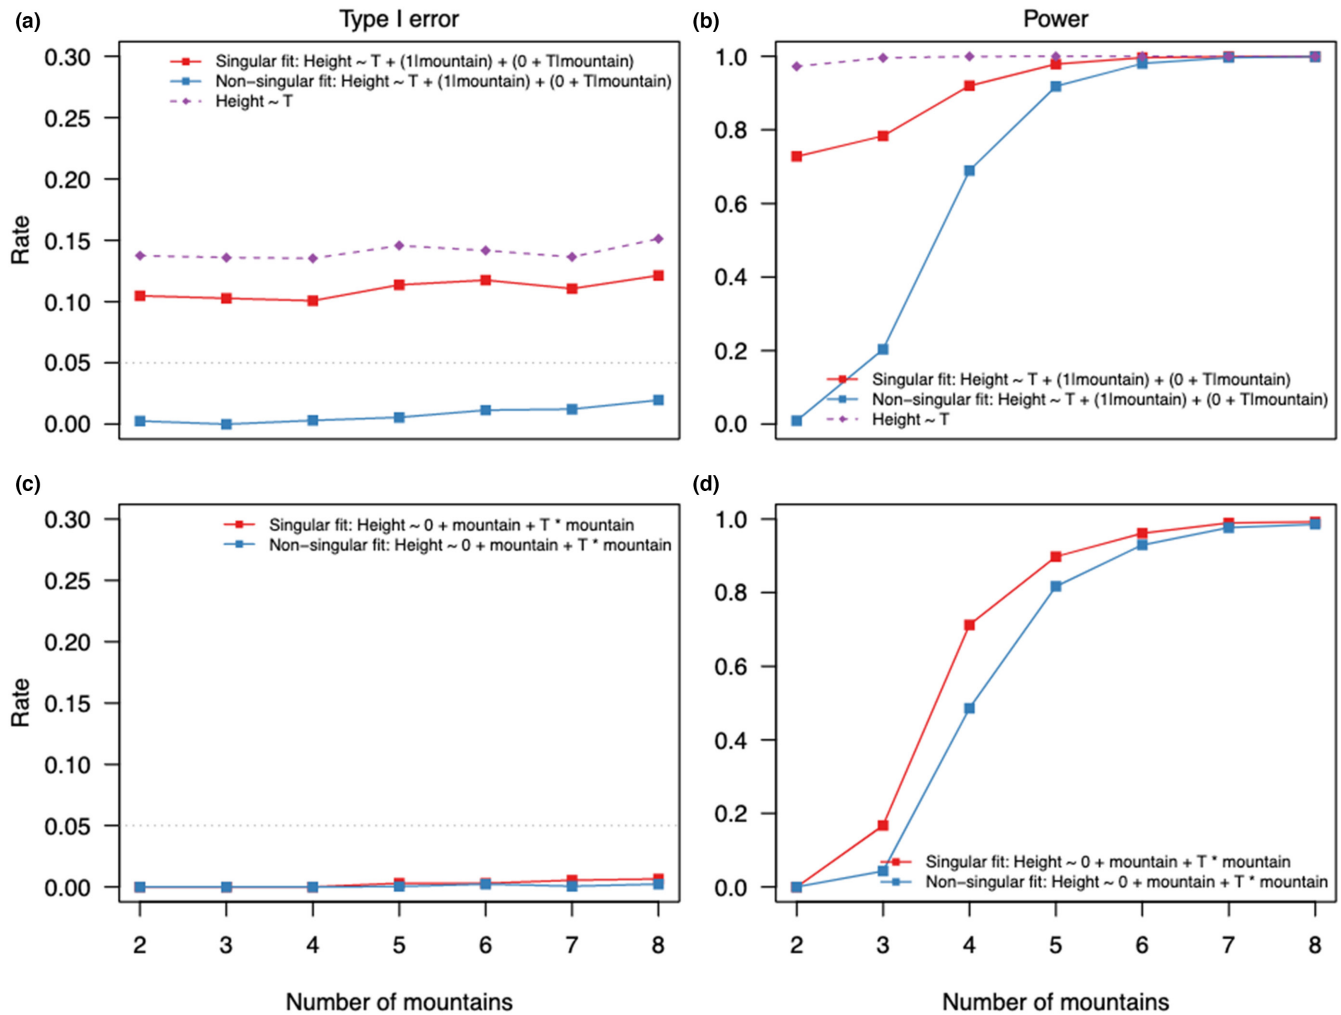 (a)
Type I error
0.30
0.25
0.20
0.15
0.10
0.05
0.00
Rate
Singular fit: Height ~ T + (1|mountain) + (0 + T|mountain)
Non−singular fit: Height ~ T + (1|mountain) + (0 + T|mountain)
Height ~ T
(b)
Power
1.0
0.8
0.6
0.4
0.2
0.0
Singular fit: Height ~ T + (1|mountain) + (0 + T|mountain)
Non−singular fit: Height ~ T + (1|mountain) + (0 + T|mountain)
Height ~ T
(c)
0.30
0.25
0.20
0.15
0.10
0.05
0.00
Rate
Singular fit: Height ~ 0 + mountain + T * mountain
Non−singular fit: Height ~ 0 + mountain + T * mountain
2 3 4 5 6 7 8
Number of mountains
(d)
1.0
0.8
0.6
0.4
0.2
0.0
Singular fit: Height ~ 0 + mountain + T * mountain
Non−singular fit: Height ~ 0 + mountain + T * mountain
2 3 4 5 6 7 8
Number of mountains